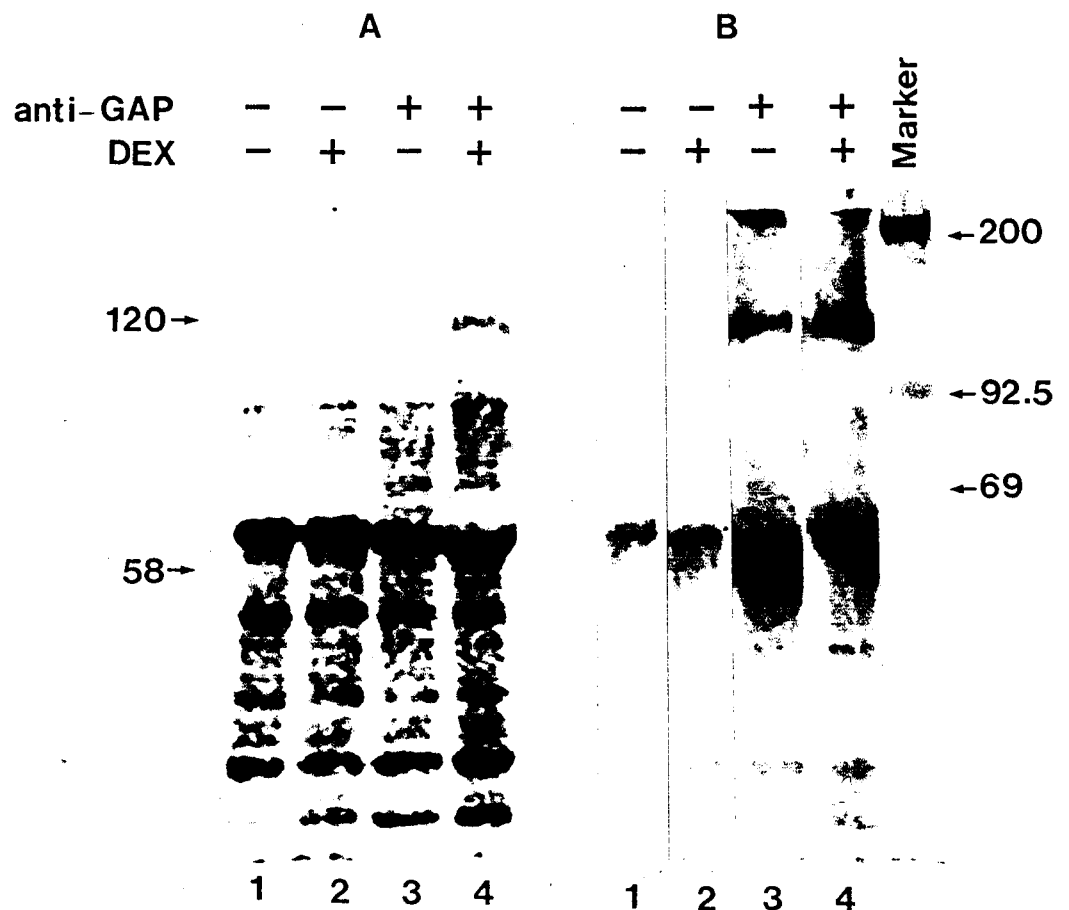 A B
anti-GAP - - + + - - + + Marker
DEX - + - + - + - +
←200
120→
←92.5
←69
58→
1 2 3 4 1 2 3 4